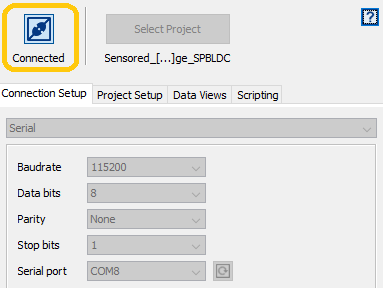 ?
Select Project
Connected
Sensored_[...]ge_SPBLDC
Connection Setup Project Setup Data Views Scripting
Serial
Baudrate 115200
Data bits 8
Parity None
Stop bits 1
Serial port COM8